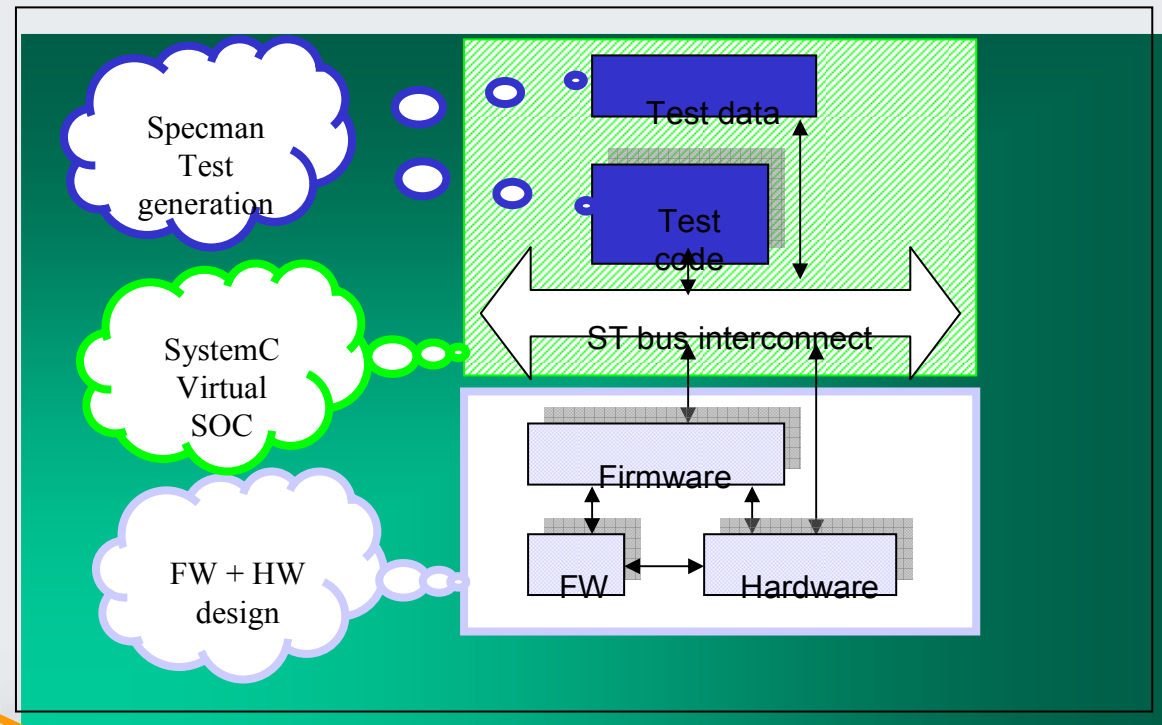 Specman
Test
generation
Test data
Test
code
ST bus interconnect
SystemC
Virtual
SOC
Firmware
FW
Hardware
FW + HW
design